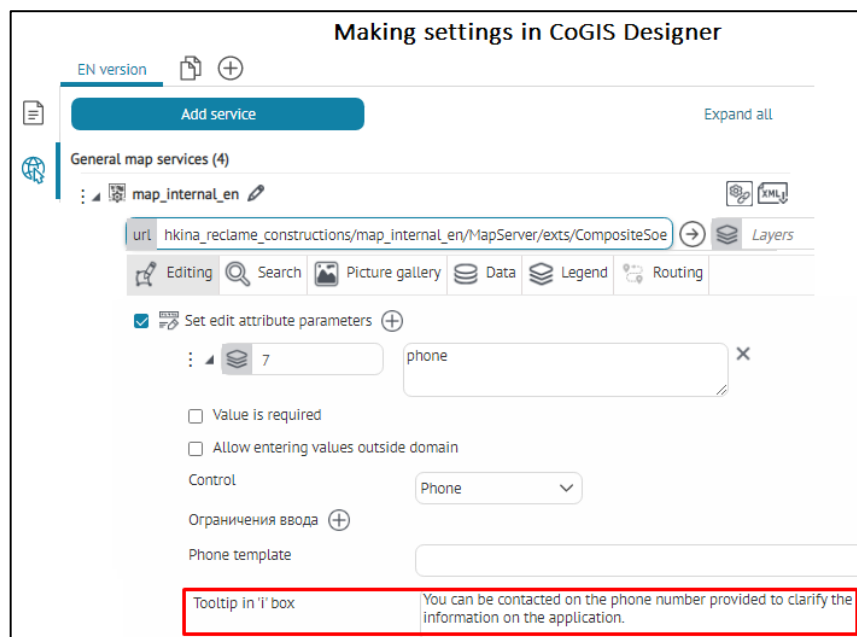 Making settings in CoGIS Designer
EN version
Add service
Expand all
General map services (4)
map_internal_en
XML
url hkina_reclame_constructions/map_internal_en/MapServer/exts/CompositeSoe
Layers
Editing Search Picture gallery Data Legend Routing
Set edit attribute parameters
7 phone
Value is required
Allow entering values outside domain
Control Phone
Ограничения ввода
Phone template
Tooltip in 'i' box You can be contacted on the phone number provided to clarify the
information on the application.